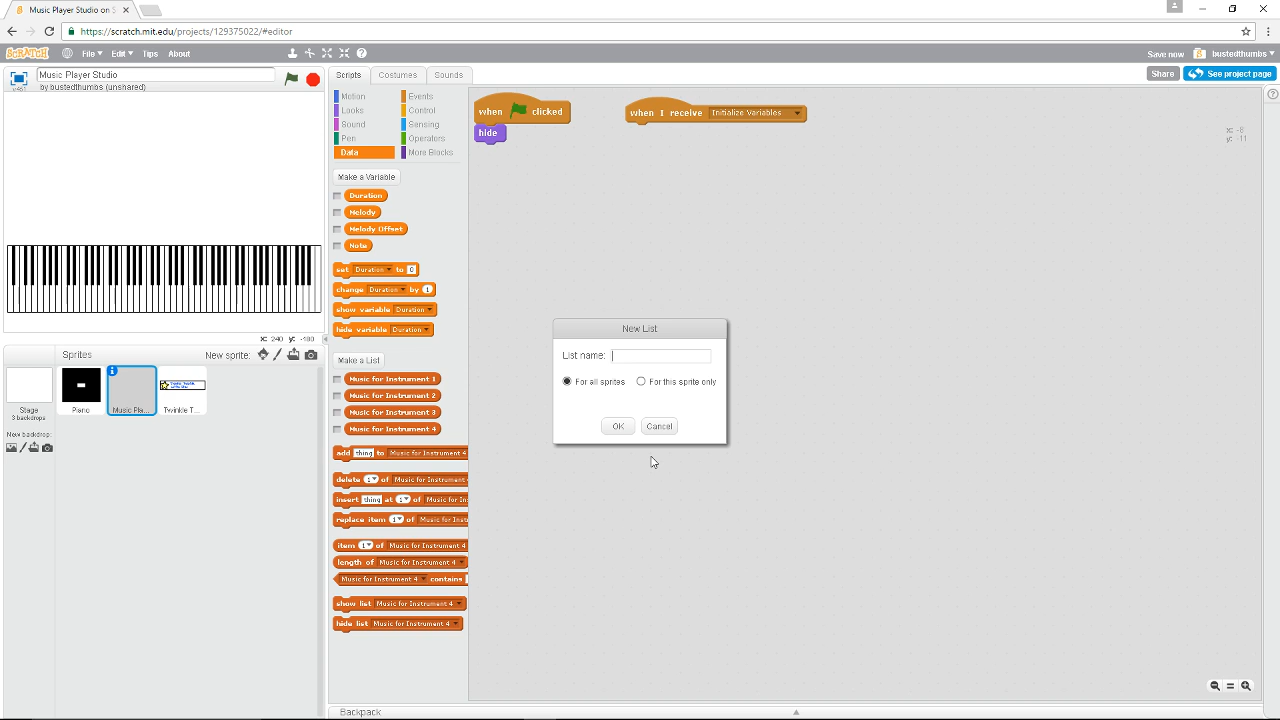 Music Player Studio on S
https://scratch.mit.edu/projects/129375022/#editor
SCRATCH File Edit Tips About Save now bustedthumbs
Music Player Studio
by bustedthumbs (unshared)
Scripts Costumes Sounds
Share See project page
Motion Events
Looks Control
Sound Sensing
Pen Operators
Data More Blocks
when clicked
hide
when I receive Initialize Variables
x: -8
y: -11
Make a Variable
Duration
Melody
Melody Offset
Note
set Duration to 0
change Duration by 1
show variable Duration
hide variable Duration
Make a List
Music for Instrument 1
Music for Instrument 2
Music for Instrument 3
Music for Instrument 4
add thing to Music for Instrument 4
delete 1 of Music for Instrument
insert thing at 1 of Music for Ins
replace item 1 of Music for Inst
item 1 of Music for Instrument 4
length of Music for Instrument 4
Music for Instrument 4 contains
show list Music for Instrument 4
hide list Music for Instrument 4
New List
List name:
For all sprites For this sprite only
OK Cancel
x: 240 y: -180
Sprites New sprite:
Stage
3 backdrops
New backdrop:
Piano
Music Pla...
Twinkle T...
Backpack